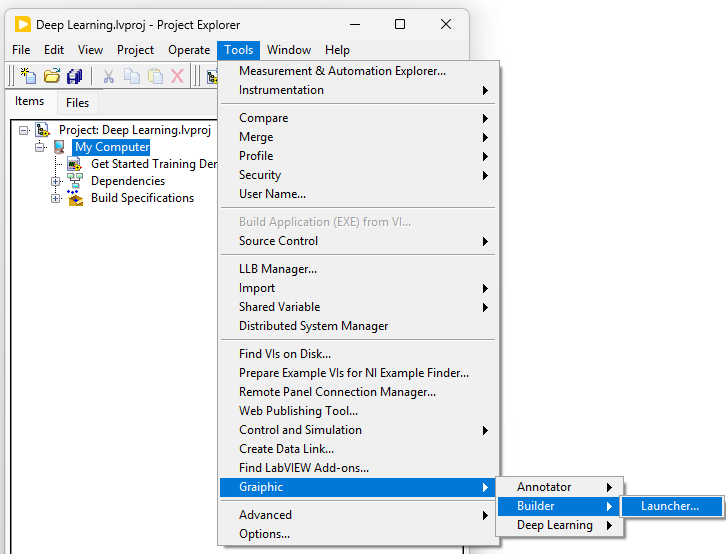 Deep Learning.lvproj - Project Explorer
File Edit View Project Operate Tools Window Help
Items Files
Project: Deep Learning.lvproj
My Computer
Get Started Training Der
Dependencies
Build Specifications
Measurement & Automation Explorer...
Instrumentation
Compare
Merge
Profile
Security
User Name...
Build Application (EXE) from VI...
Source Control
LLB Manager...
Import
Shared Variable
Distributed System Manager
Find VIs on Disk...
Prepare Example VIs for NI Example Finder...
Remote Panel Connection Manager...
Web Publishing Tool...
Control and Simulation
Create Data Link...
Find LabVIEW Add-ons...
Graiphic
Advanced
Options...
Annotator
Builder
Deep Learning
Launcher...